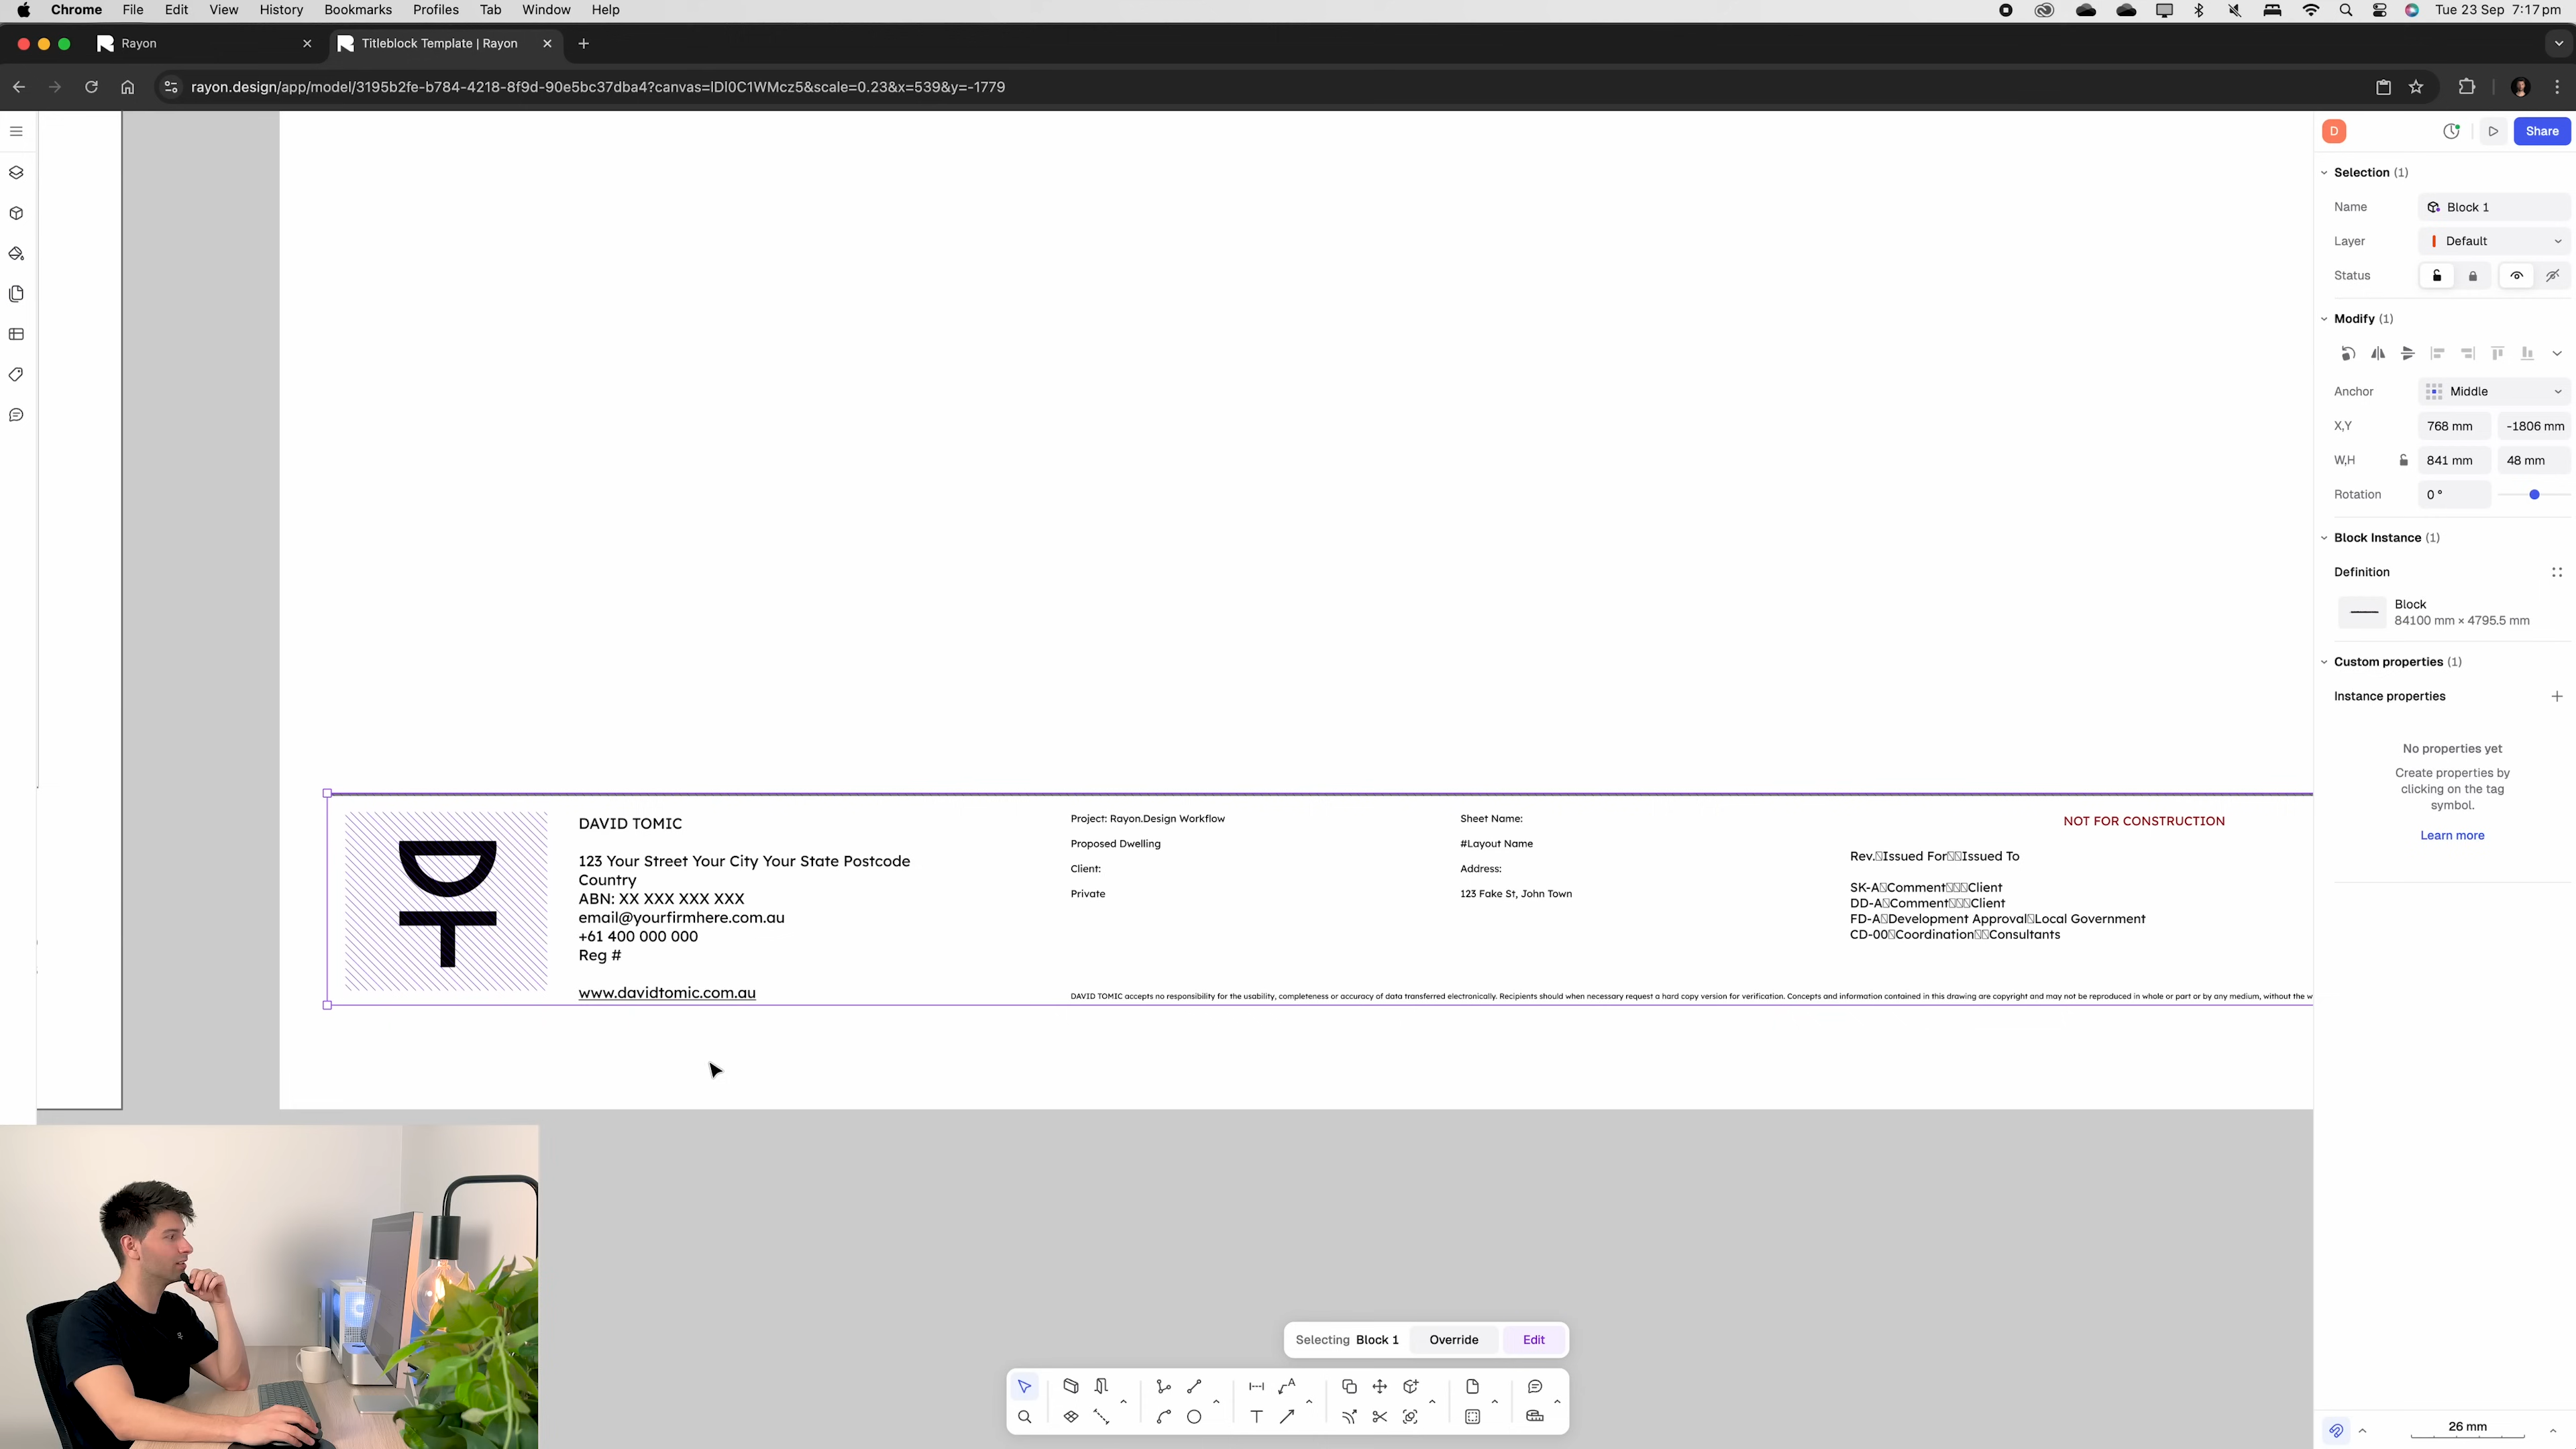 Chrome File Edit View History Bookmarks Profiles Tab Window Help
Tue 23 Sep 7:17 pm
Rayon
Titleblock Template | Rayon
rayon.design/app/model/3195b2fe-b784-4218-8f9d-90e5bc37dba4?canvas=lDl0C1WMcz5&scale=0.23&x=539&y=-1779
D
Share
Selection (1)
Name Block 1
Layer Default
Status
Modify (1)
Anchor Middle
X,Y 768 mm -1806 mm
W,H 841 mm 48 mm
Rotation 0 °
Block Instance (1)
Definition
Block
84100 mm × 4795.5 mm
Custom properties (1)
Instance properties
No properties yet
Create properties by
clicking on the tag
symbol.
Learn more
DT
DAVID TOMIC
123 Your Street Your City Your State Postcode
Country
ABN: XX XXX XXX XXX
email@yourfirmhere.com.au
+61 400 000 000
Reg #
www.davidtomic.com.au
Project: Rayon.Design Workflow
Proposed Dwelling
Client:
Private
Sheet Name:
#Layout Name
Address:
123 Fake St, John Town
NOT FOR CONSTRUCTION
Rev. Issued For Issued To
SK-A Comment Client
DD-A Comment Client
FD-A Development Approval Local Government
CD-00 Coordination Consultants
DAVID TOMIC accepts no responsibility for the usability, completeness or accuracy of data transferred electronically. Recipients should when necessary request a hard copy version for verification. Concepts and information contained in this drawing are copyright and may not be reproduced in whole or part or by any medium, without the w
Selecting Block 1 Override Edit
26 mm